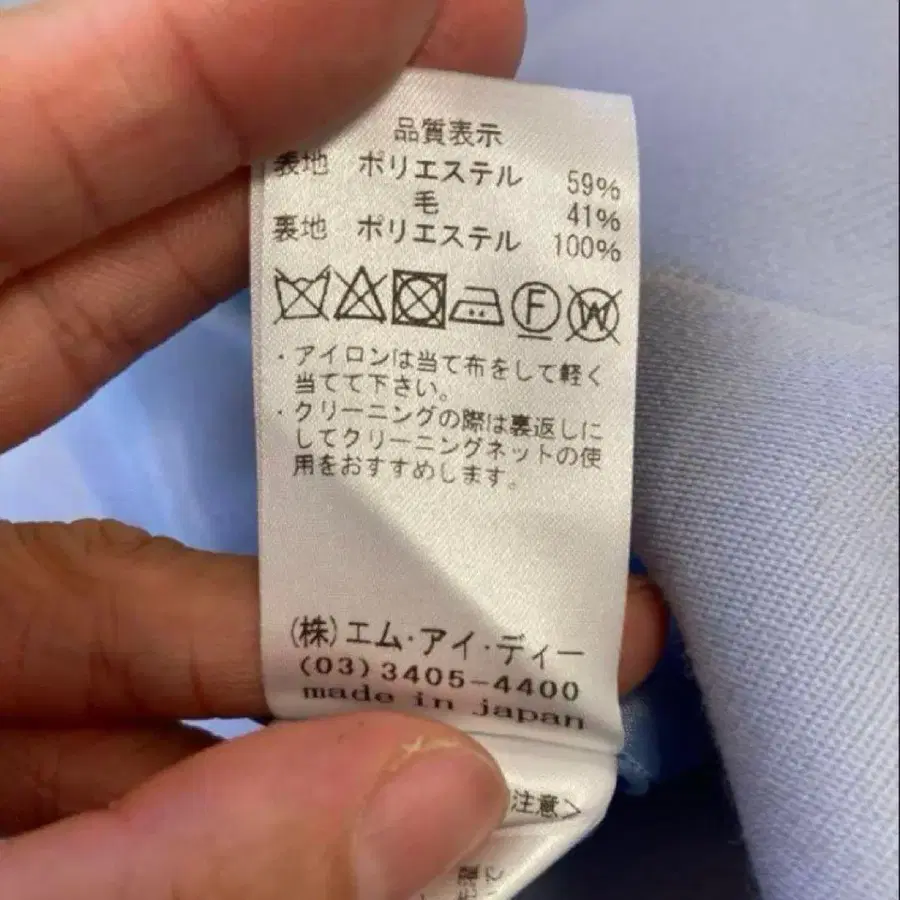 品質表示
表地 ポリエステル 59%
毛 41%
裏地 ポリエステル 100%
F W
・アイロンは当て布をして軽く
当てて下さい。
・クリーニングの際は裏返しに
してクリーニングネットの使
用をおすすめします。
(株)エム・アイ・ディー
(03)3405-4400
made in japan
注意>